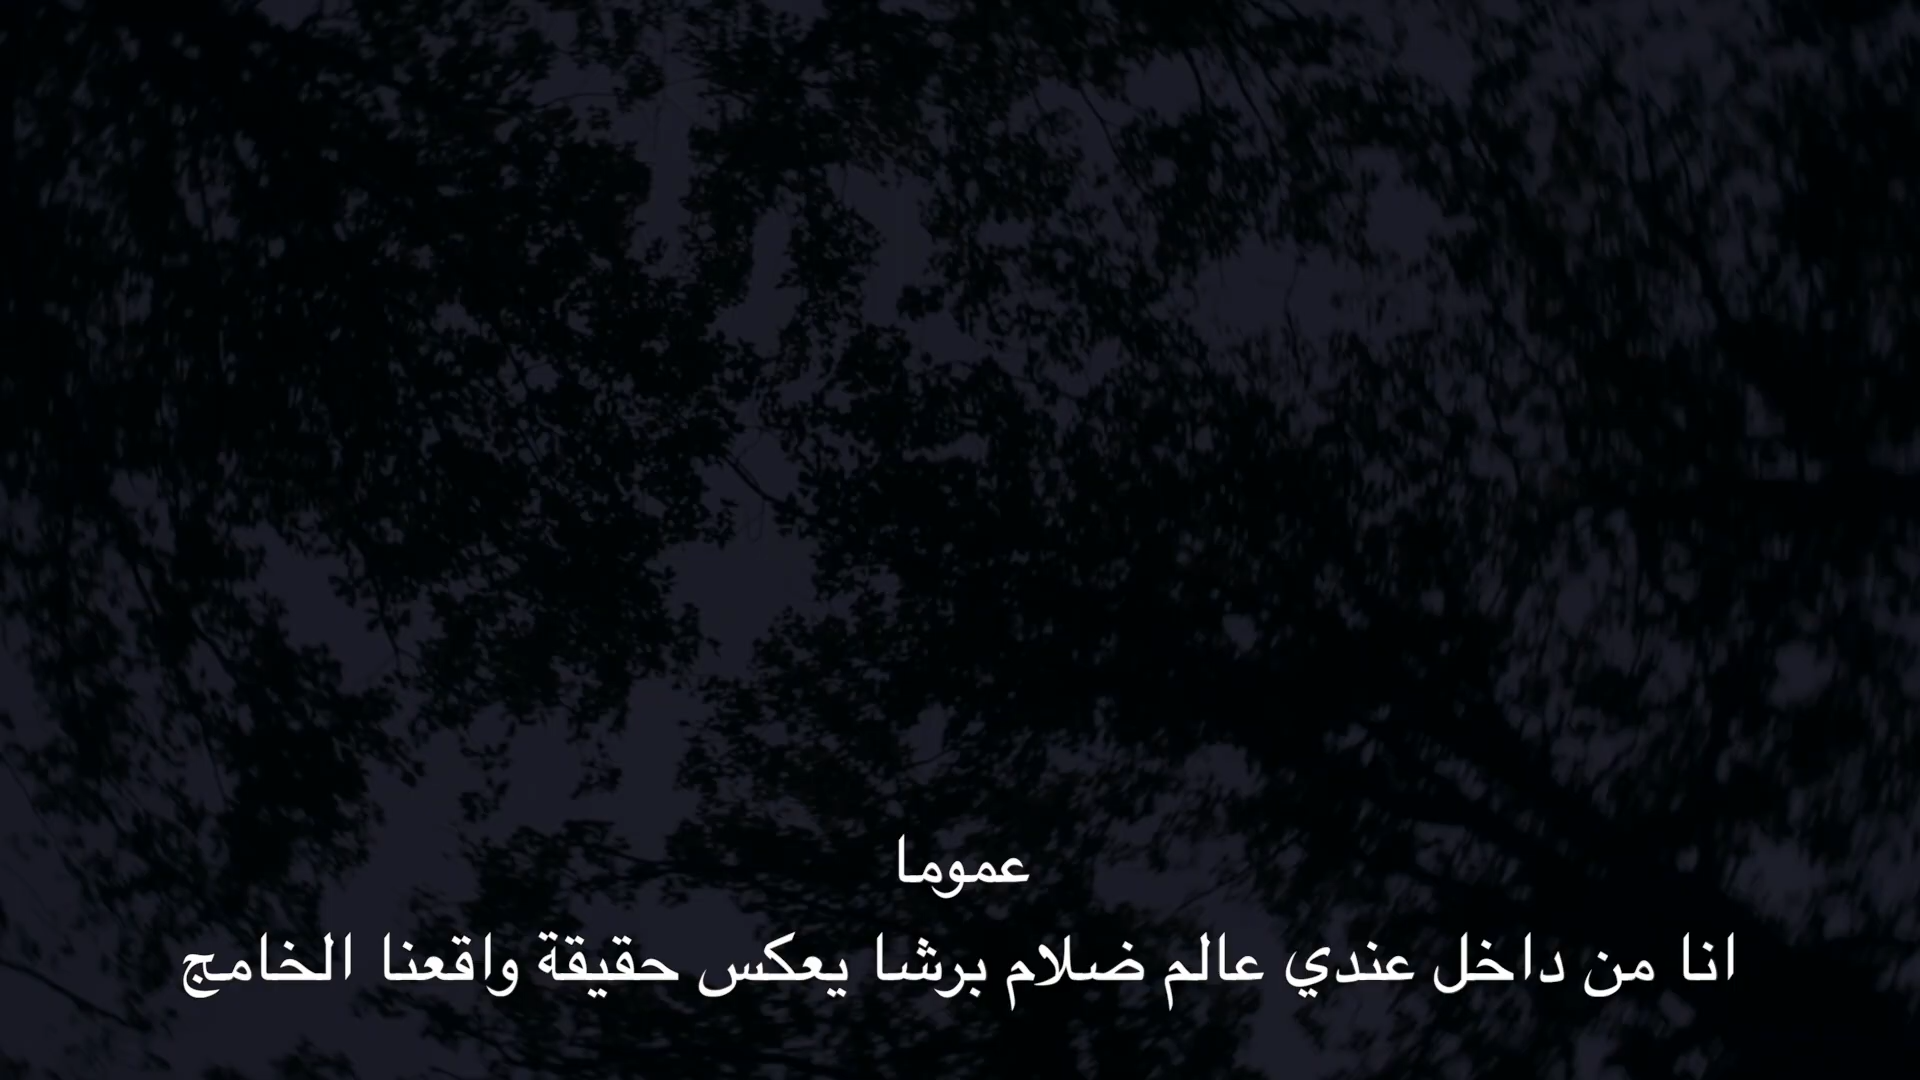 عموما
انا من داخل عندي عالم ضلام برشا يعكس حقيقة واقعنا الخامج